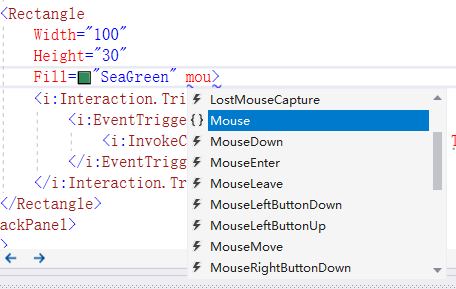 <Rectangle
Width="100"
Height="30"
Fill="SeaGreen" mou>
<i:Interaction.Tri
<i:EventTrigge
<i:InvokeC
</i:EventTrigg
</i:Interaction.Tr
</Rectangle>
ackPanel>
>
LostMouseCapture
{} Mouse
MouseDown
MouseEnter
MouseLeave
MouseLeftButtonDown
MouseLeftButtonUp
MouseMove
MouseRightButtonDown